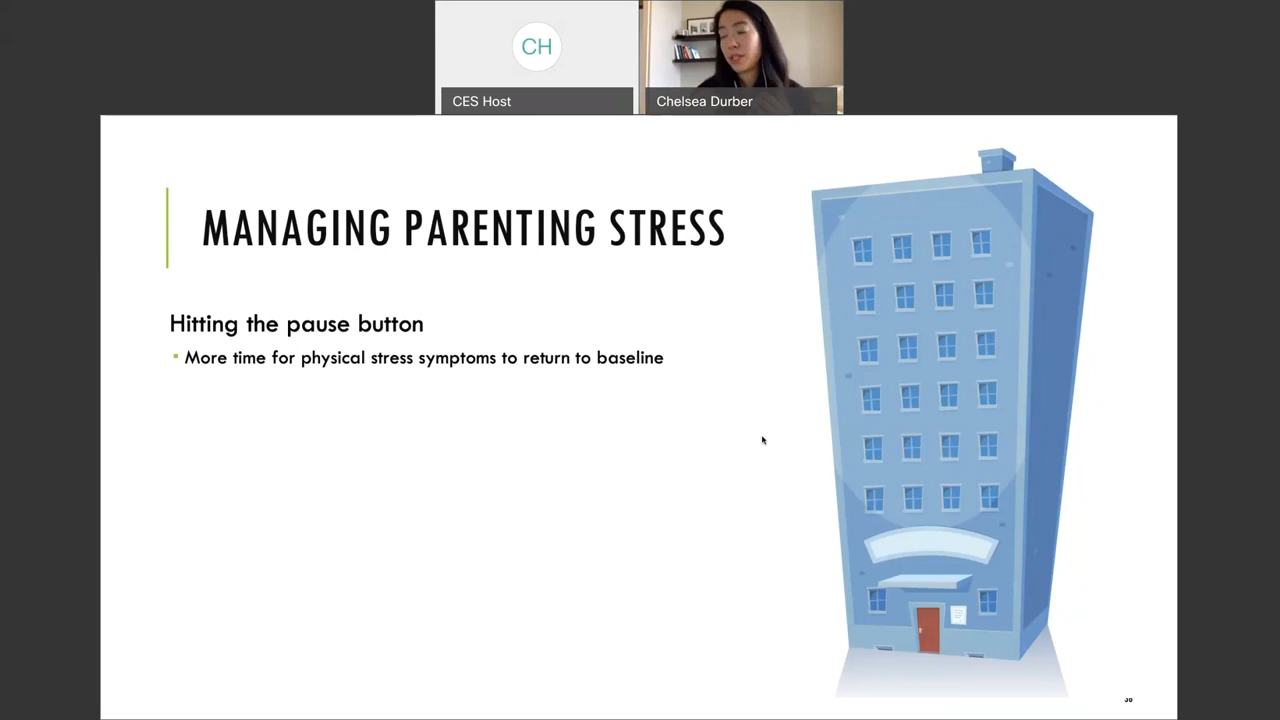 CH
CES Host
Chelsea Durber
MANAGING PARENTING STRESS
Hitting the pause button
More time for physical stress symptoms to return to baseline